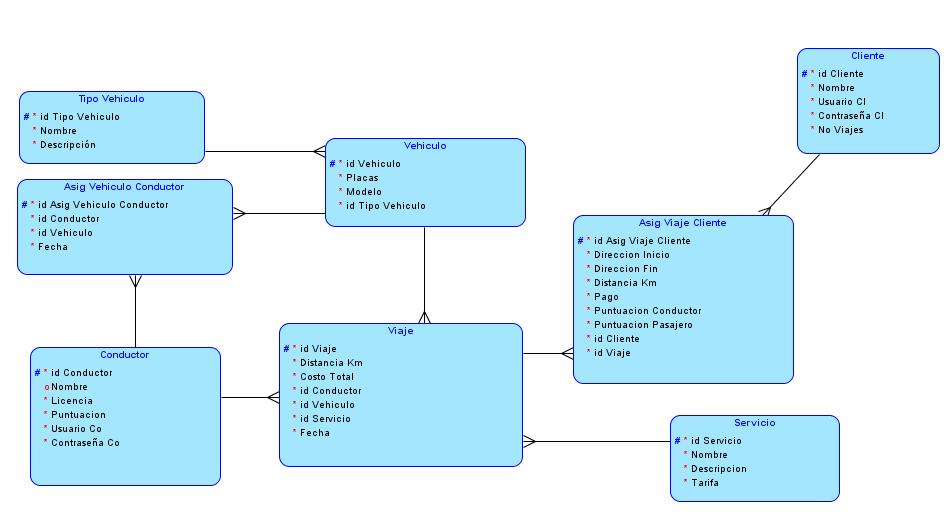 Cliente
# * id Cliente
* Nombre
* Usuario Cl
* Contraseña Cl
* No Viajes
Tipo Vehiculo
# * id Tipo Vehiculo
* Nombre
* Descripción
Vehiculo
# * id Vehiculo
* Placas
* Modelo
* id Tipo Vehiculo
Asig Vehiculo Conductor
# * id Asig Vehiculo Conductor
* id Conductor
* id Vehiculo
* Fecha
Asig Viaje Cliente
# * id Asig Viaje Cliente
* Direccion Inicio
* Direccion Fin
* Distancia Km
* Pago
* Puntuacion Conductor
* Puntuacion Pasajero
* id Cliente
* id Viaje
Viaje
# * id Viaje
* Distancia Km
* Costo Total
* id Conductor
* id Vehiculo
* id Servicio
* Fecha
Conductor
# * id Conductor
o Nombre
* Licencia
* Puntuacion
* Usuario Co
* Contraseña Co
Servicio
# * id Servicio
* Nombre
* Descripcion
* Tarifa